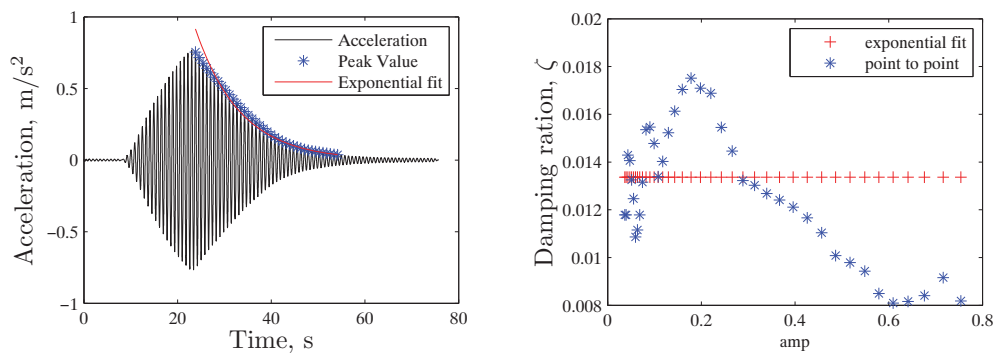 Acceleration, m/s²
1
0.5
0
-0.5
-1
Acceleration
Peak Value
Exponential fit
0 20 40 60 80
Time, s
Damping ration, ζ
0.02
0.018
0.016
0.014
0.012
0.01
0.008
exponential fit
point to point
0 0.2 0.4 0.6 0.8
amp